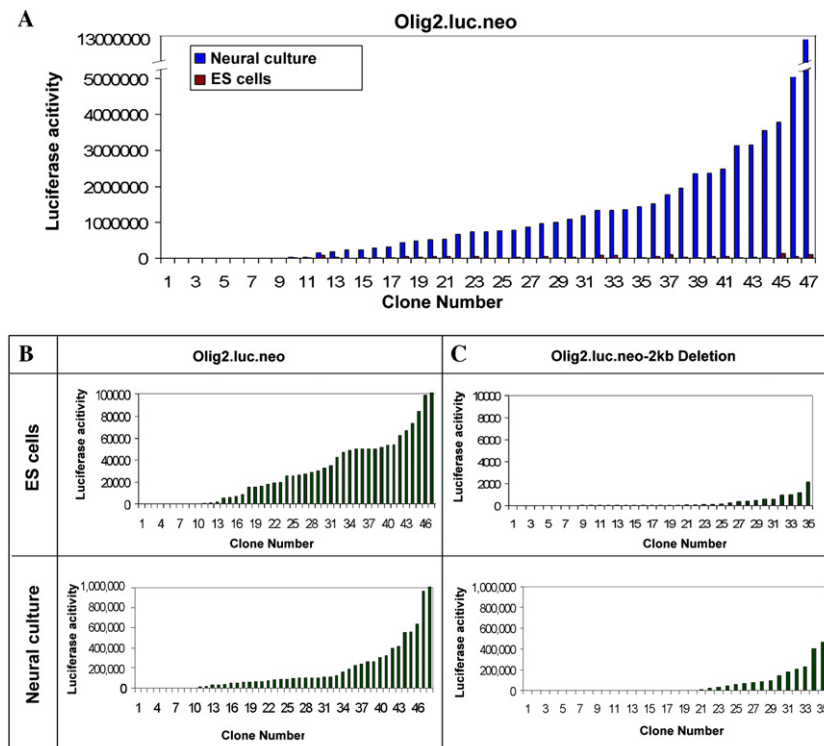 A
Olig2.luc.neo
13000000
5000000
4000000
3000000
2000000
1000000
0
Luciferase acitivity
Neural culture
ES cells
1 3 5 7 9 11 13 15 17 19 21 23 25 27 29 31 33 35 37 39 41 43 45 47
Clone Number
B
Olig2.luc.neo
C
Olig2.luc.neo-2kb Deletion
ES cells
Luciferase acitivity
100000
80000
60000
40000
20000
0
1 4 7 10 13 16 19 22 25 28 31 34 37 40 43 46
Clone Number
Luciferase acitivity
10000
8000
6000
4000
2000
0
1 3 5 7 9 11 13 15 17 19 21 23 25 27 29 31 33 35
Clone Number
Neural culture
Luciferase acitivity
1,000,000
800,000
600,000
400,000
200,000
0
1 4 7 10 13 16 19 22 25 28 31 34 37 40 43 46
Clone Number
Luciferase acitivity
1,000,000
800,000
600,000
400,000
200,000
0
1 3 5 7 9 11 13 15 17 19 21 23 25 27 29 31 33 35
Clone Number